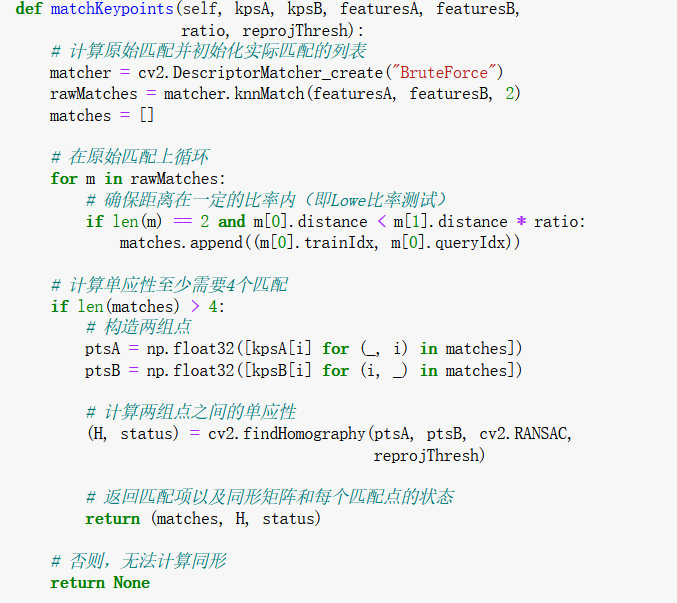 def matchKeypoints(self, kpsA, kpsB, featuresA, featuresB,
                   ratio, reprojThresh):
    # 计算原始匹配并初始化实际匹配的列表
    matcher = cv2.DescriptorMatcher_create("BruteForce")
    rawMatches = matcher.knnMatch(featuresA, featuresB, 2)
    matches = []

    # 在原始匹配上循环
    for m in rawMatches:
        # 确保距离在一定的比率内（即Lowe比率测试）
        if len(m) == 2 and m[0].distance < m[1].distance * ratio:
            matches.append((m[0].trainIdx, m[0].queryIdx))

    # 计算单应性至少需要4个匹配
    if len(matches) > 4:
        # 构造两组点
        ptsA = np.float32([kpsA[i] for (_, i) in matches])
        ptsB = np.float32([kpsB[i] for (i, _) in matches])

        # 计算两组点之间的单应性
        (H, status) = cv2.findHomography(ptsA, ptsB, cv2.RANSAC,
                                         reprojThresh)

        # 返回匹配项以及同形矩阵和每个匹配点的状态
        return (matches, H, status)

    # 否则，无法计算同形
    return None